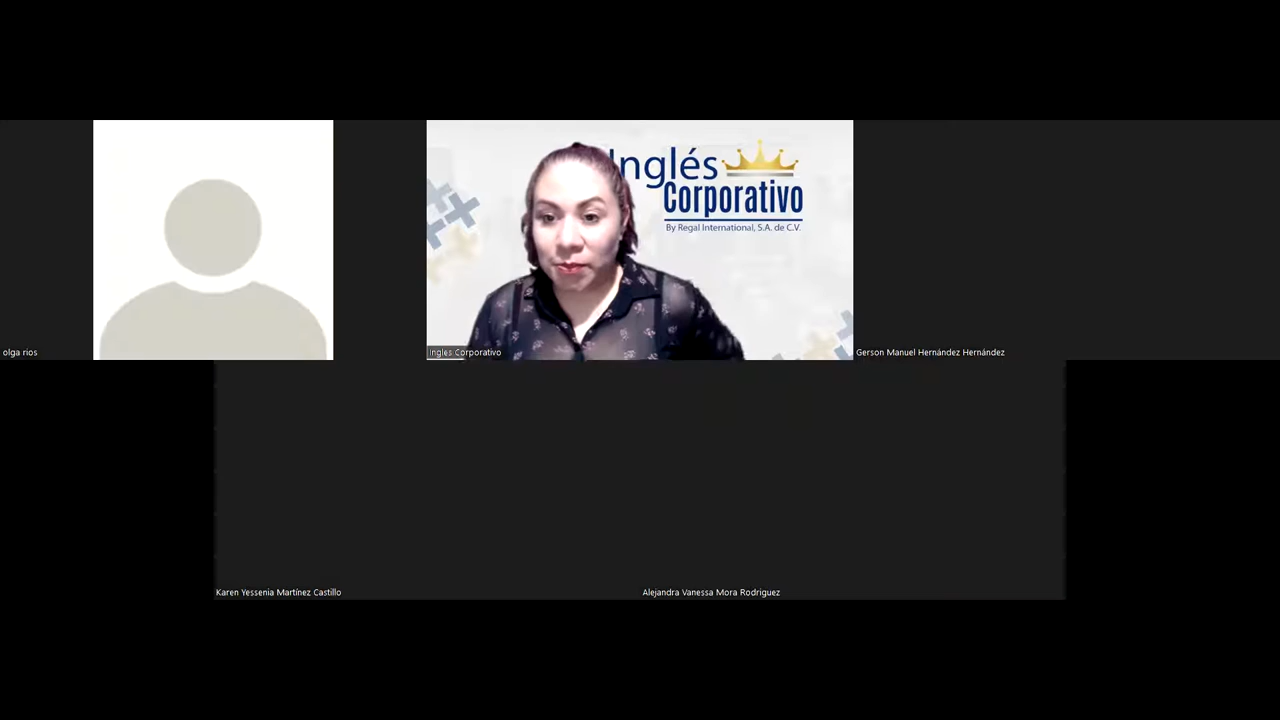 Inglés
Corporativo
By Regal International, S.A. de C.V.
olga rios
Ingles Corporativo
Gerson Manuel Hernández Hernández
Karen Yessenia Martínez Castillo
Alejandra Vanessa Mora Rodriguez